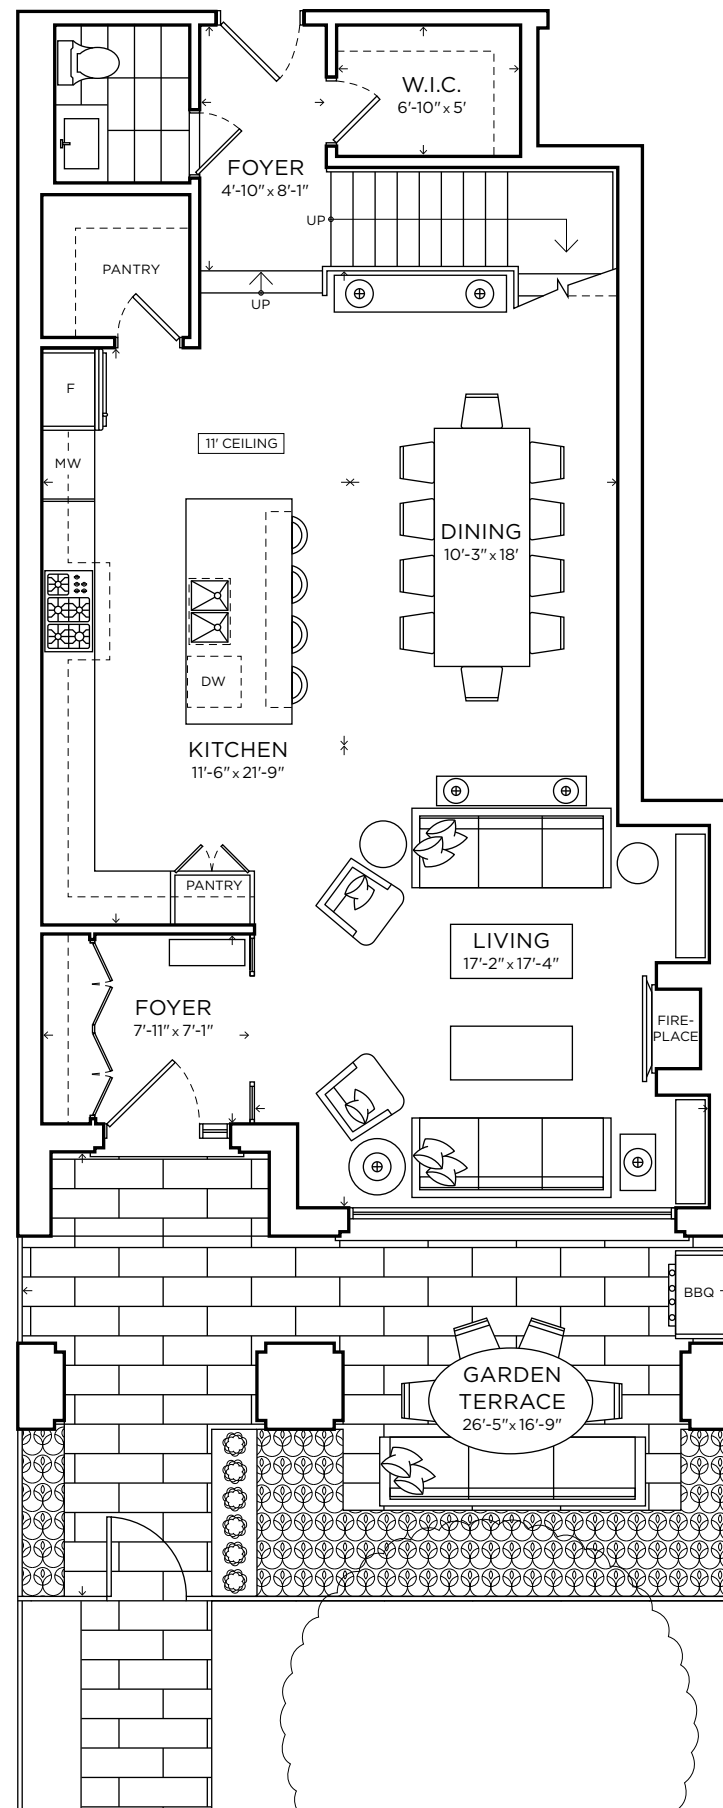 W.I.C.
6'-10" x 5'
FOYER
4'-10" x 8'-1"
UP
PANTRY
UP
F
11' CEILING
MW
DINING
10'-3" x 18'
DW
KITCHEN
11'-6" x 21'-9"
PANTRY
LIVING
17'-2" x 17'-4"
FOYER
7'-11" x 7'-1"
FIRE-
PLACE
BBQ
GARDEN
TERRACE
26'-5" x 16'-9"